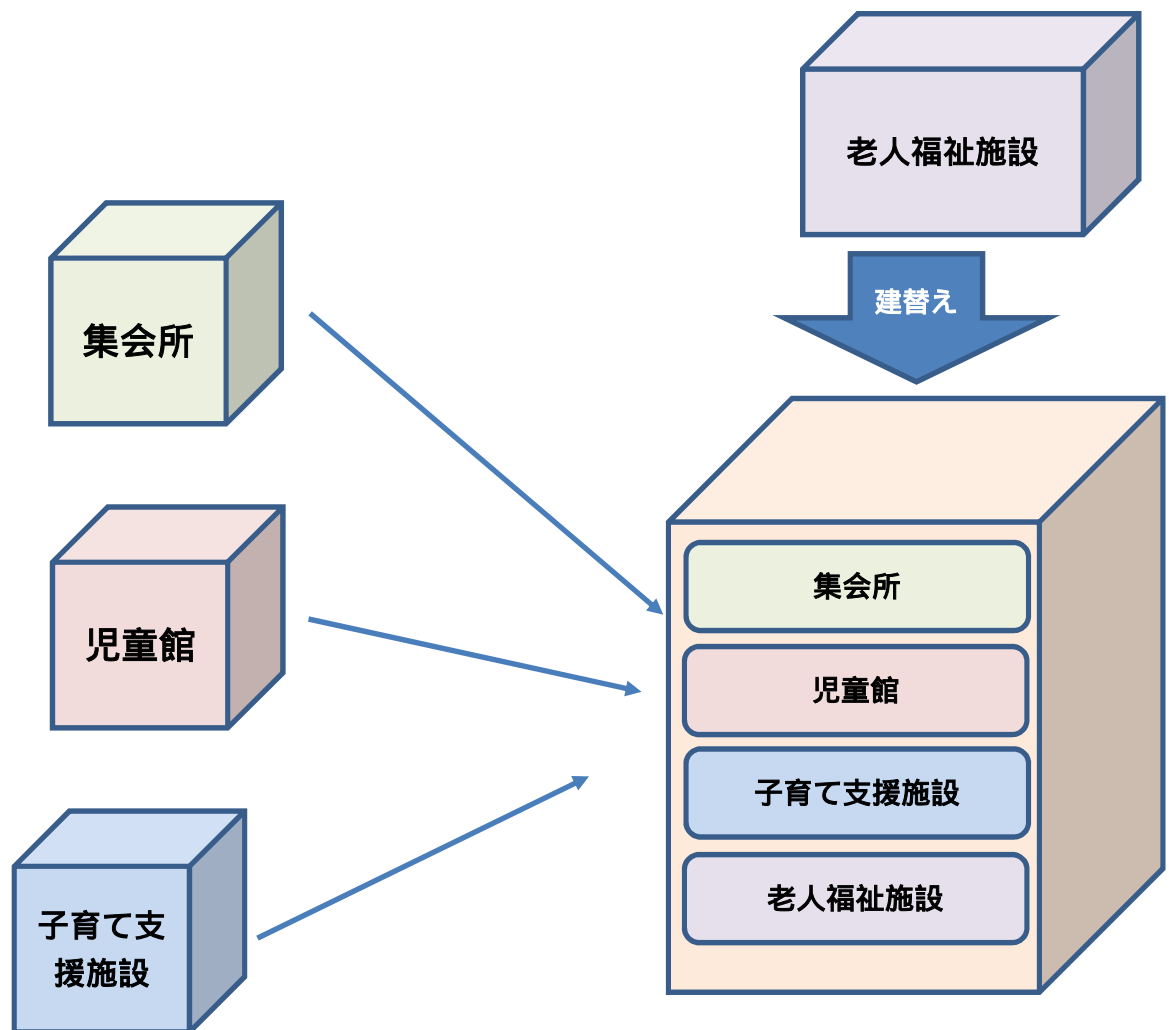 老人福祉施設
建替え
集会所
児童館
子育て支
援施設
集会所
児童館
子育て支援施設
老人福祉施設